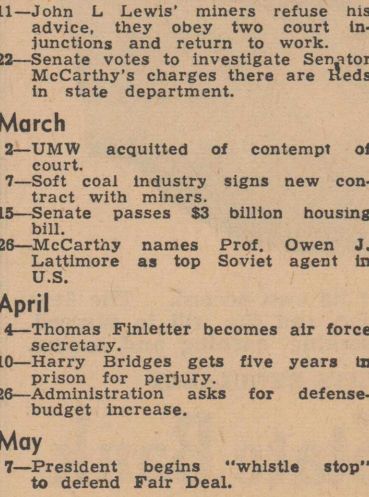 11—John L Lewis' miners refuse his
advice, they obey two court in-
junctions and return to work.
22—Senate votes to investigate Senator
McCarthy's charges there are Reds
in state department.
March
2—UMW acquitted of contempt of
court.
7—Soft coal industry signs new con-
tract with miners.
15—Senate passes $3 billion housing
bill.
26—McCarthy names Prof. Owen J.
Lattimore as top Soviet agent in
U.S.
April
4—Thomas Finletter becomes air force
secretary.
10—Harry Bridges gets five years in
prison for perjury.
26—Administration asks for defense-
budget increase.
May
7—President begins "whistle stop"
to defend Fair Deal.